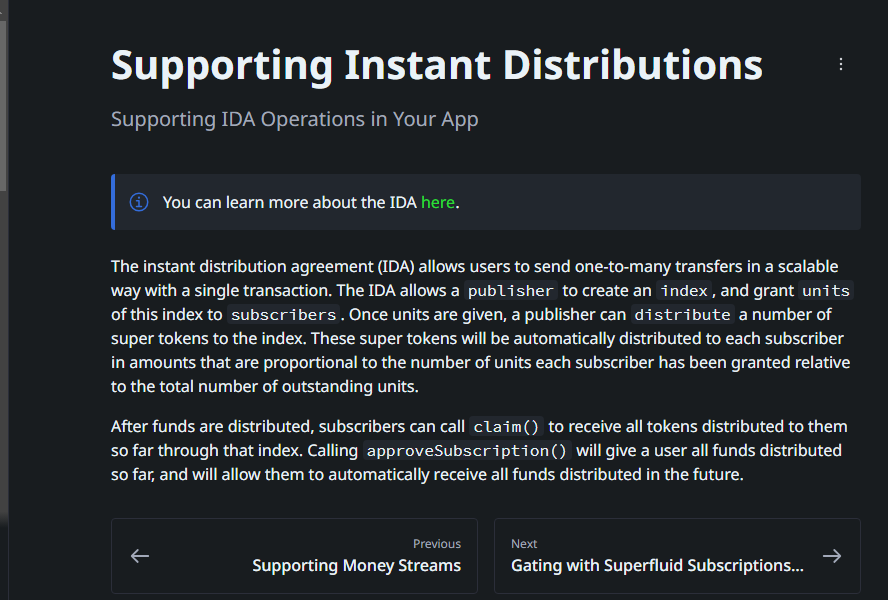 Supporting Instant Distributions
Supporting IDA Operations in Your App
You can learn more about the IDA here.
The instant distribution agreement (IDA) allows users to send one-to-many transfers in a scalable
way with a single transaction. The IDA allows a publisher to create an index, and grant units
of this index to subscribers. Once units are given, a publisher can distribute a number of
super tokens to the index. These super tokens will be automatically distributed to each subscriber
in amounts that are proportional to the number of units each subscriber has been granted relative
to the total number of outstanding units.
After funds are distributed, subscribers can call claim() to receive all tokens distributed to them
so far through that index. Calling approveSubscription() will give a user all funds distributed
so far, and will allow them to automatically receive all funds distributed in the future.
Previous
Supporting Money Streams
Next
Gating with Superfluid Subscriptions...